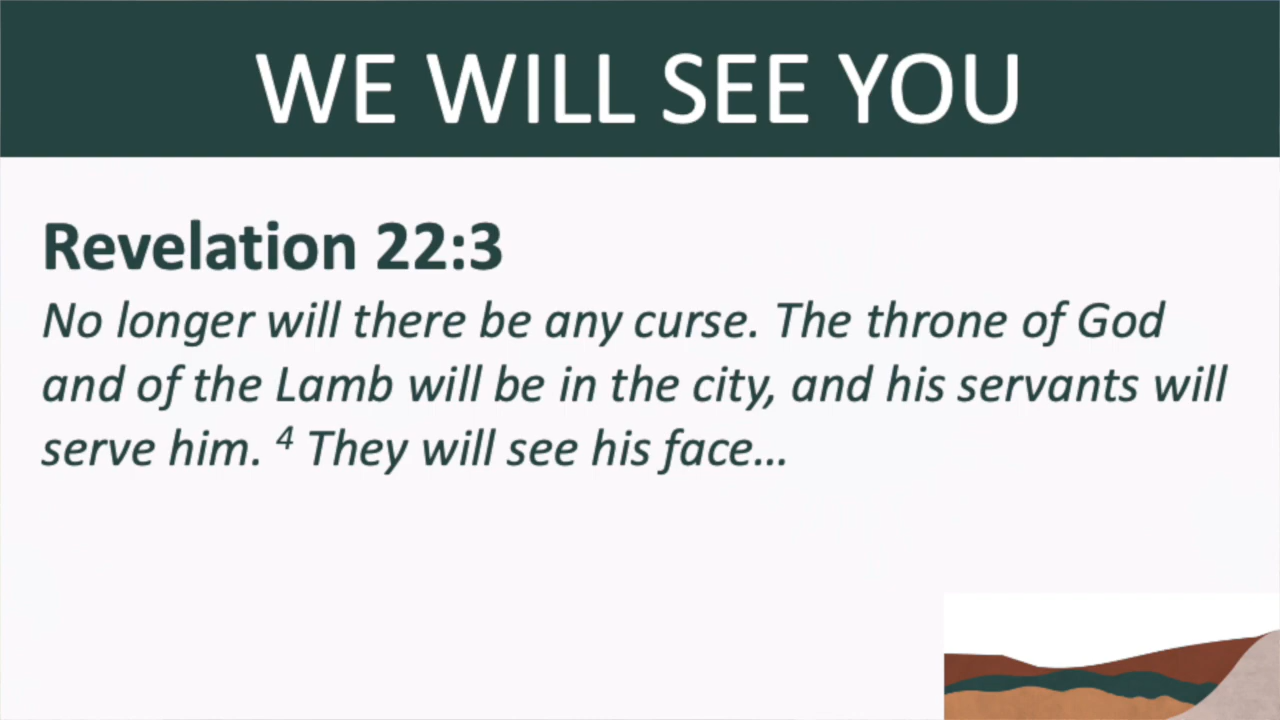 WE WILL SEE YOU
Revelation 22:3
No longer will there be any curse. The throne of God
and of the Lamb will be in the city, and his servants will
serve him. ⁴ They will see his face…